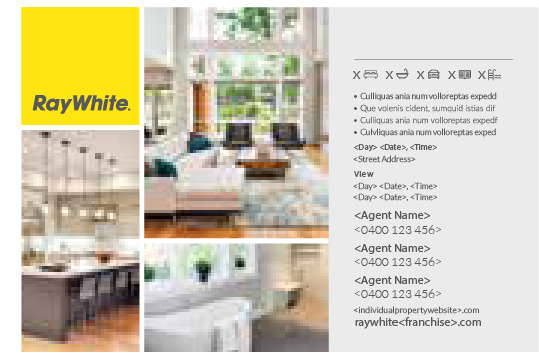 RayWhite.
X X X X X
• Culliquas ania num volloreptas expedd
• Que volenis cident, sumquid istias dif
• Culliquas ania num volloreptas expedf
• Culvliquas ania num volloreptas exped
<Day> <Date>, <Time>
<Street Address>
View
<Day> <Date>, <Time>
<Day> <Date>, <Time>
<Agent Name>
<0400 123 456>
<Agent Name>
<0400 123 456>
<Agent Name>
<0400 123 456>
<individualpropertywebsite>.com
raywhite<franchise>.com